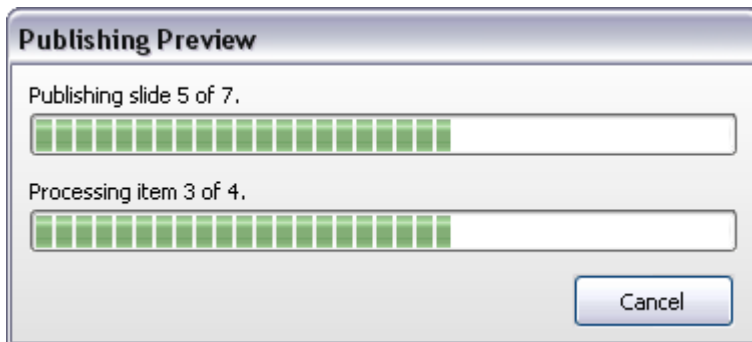 Publishing Preview
Publishing slide 5 of 7.
Processing item 3 of 4.
Cancel